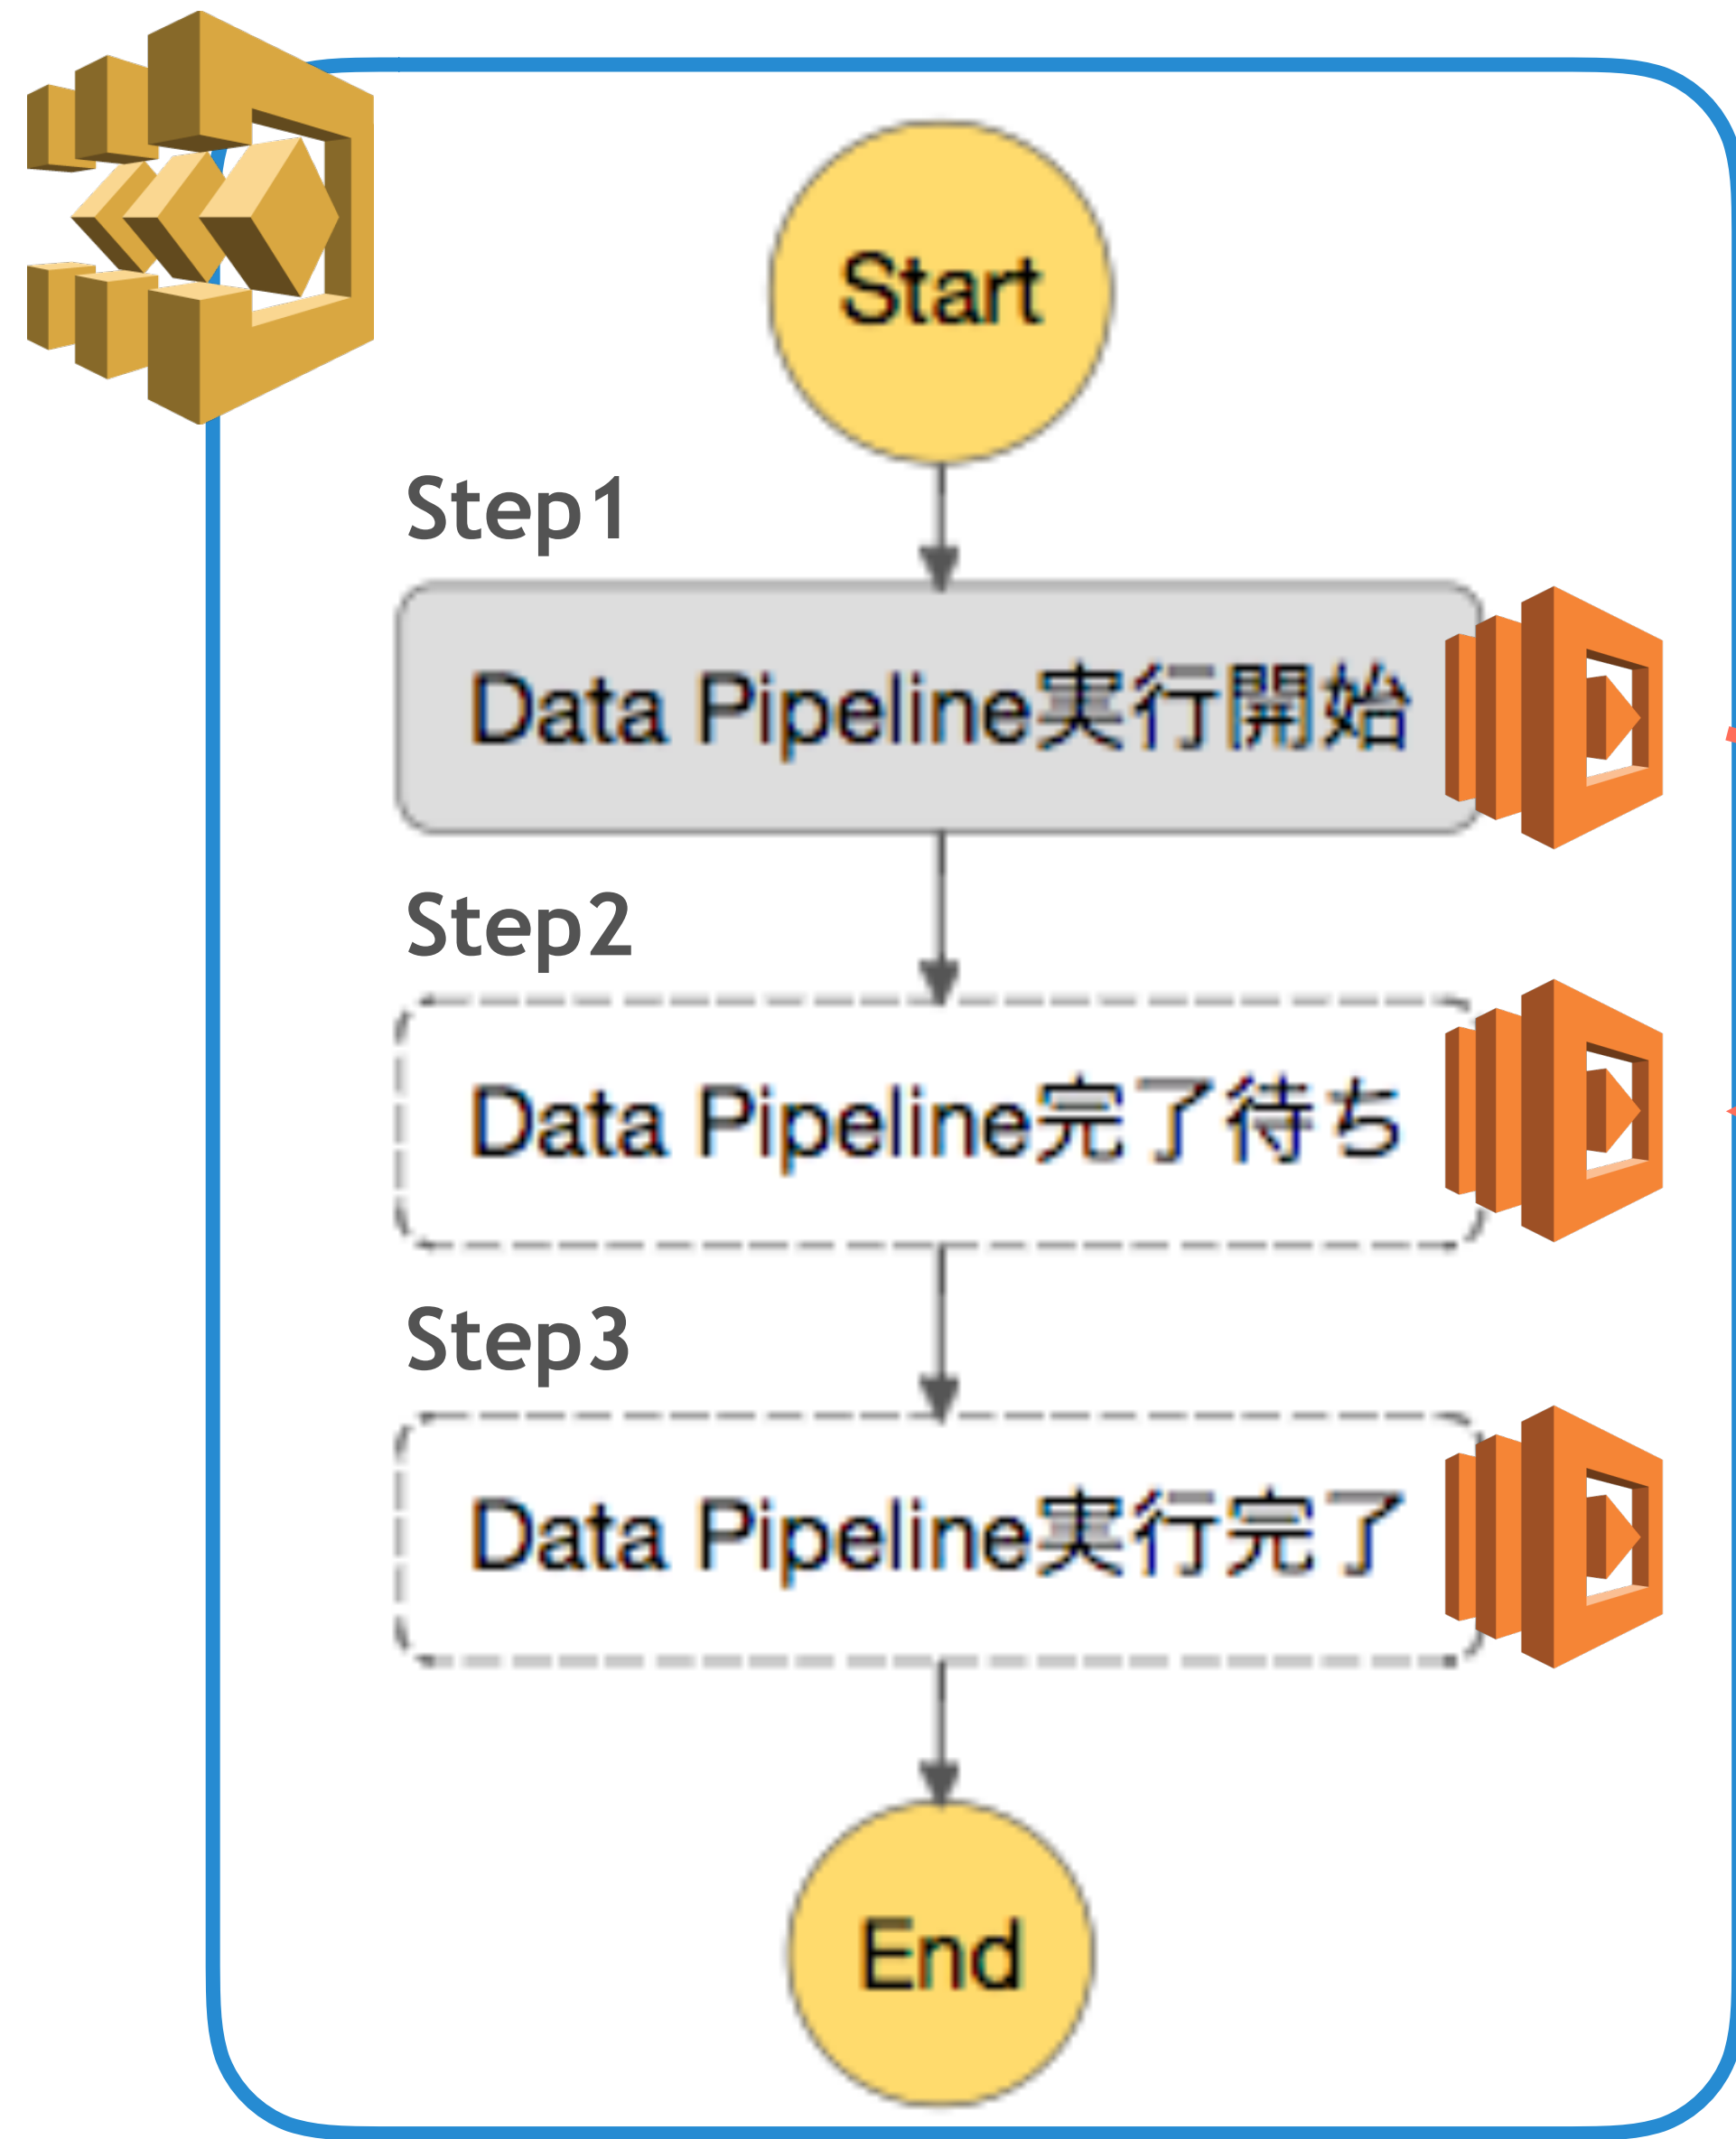 Start
Step1
Data Pipeline実行開始
Step2
Data Pipeline完了待ち
Step3
Data Pipeline実行完了
End